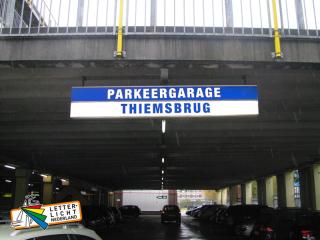 PARKEERGARAGE
THIEMSBRUG
LETTER-
LICHT
NEDERLAND